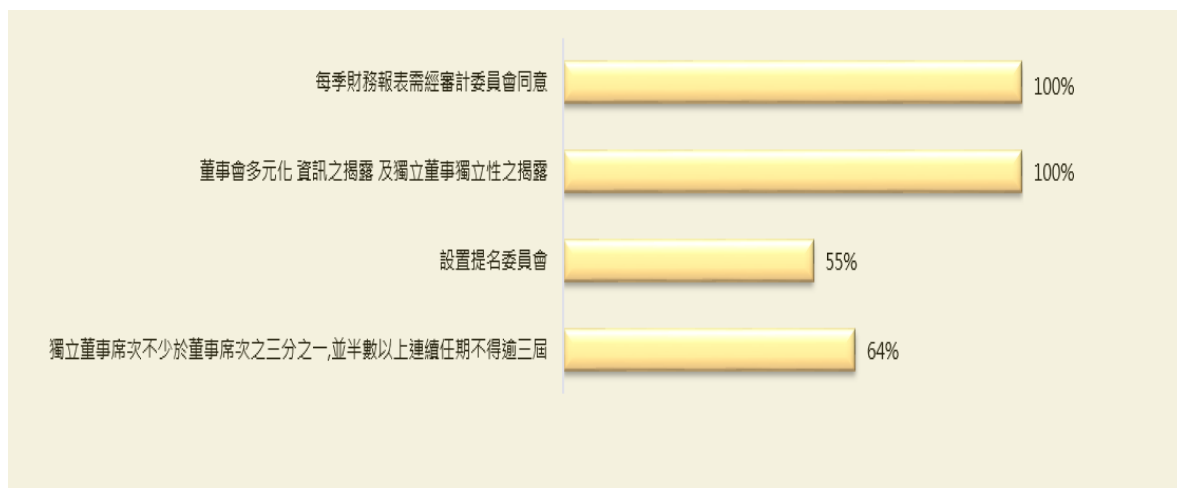 每季財務報表需經審計委員會同意
100%
董事會多元化 資訊之揭露 及獨立董事獨立性之揭露
100%
設置提名委員會
55%
獨立董事席次不少於董事席次之三分之一,並半數以上連續任期不得逾三屆
64%